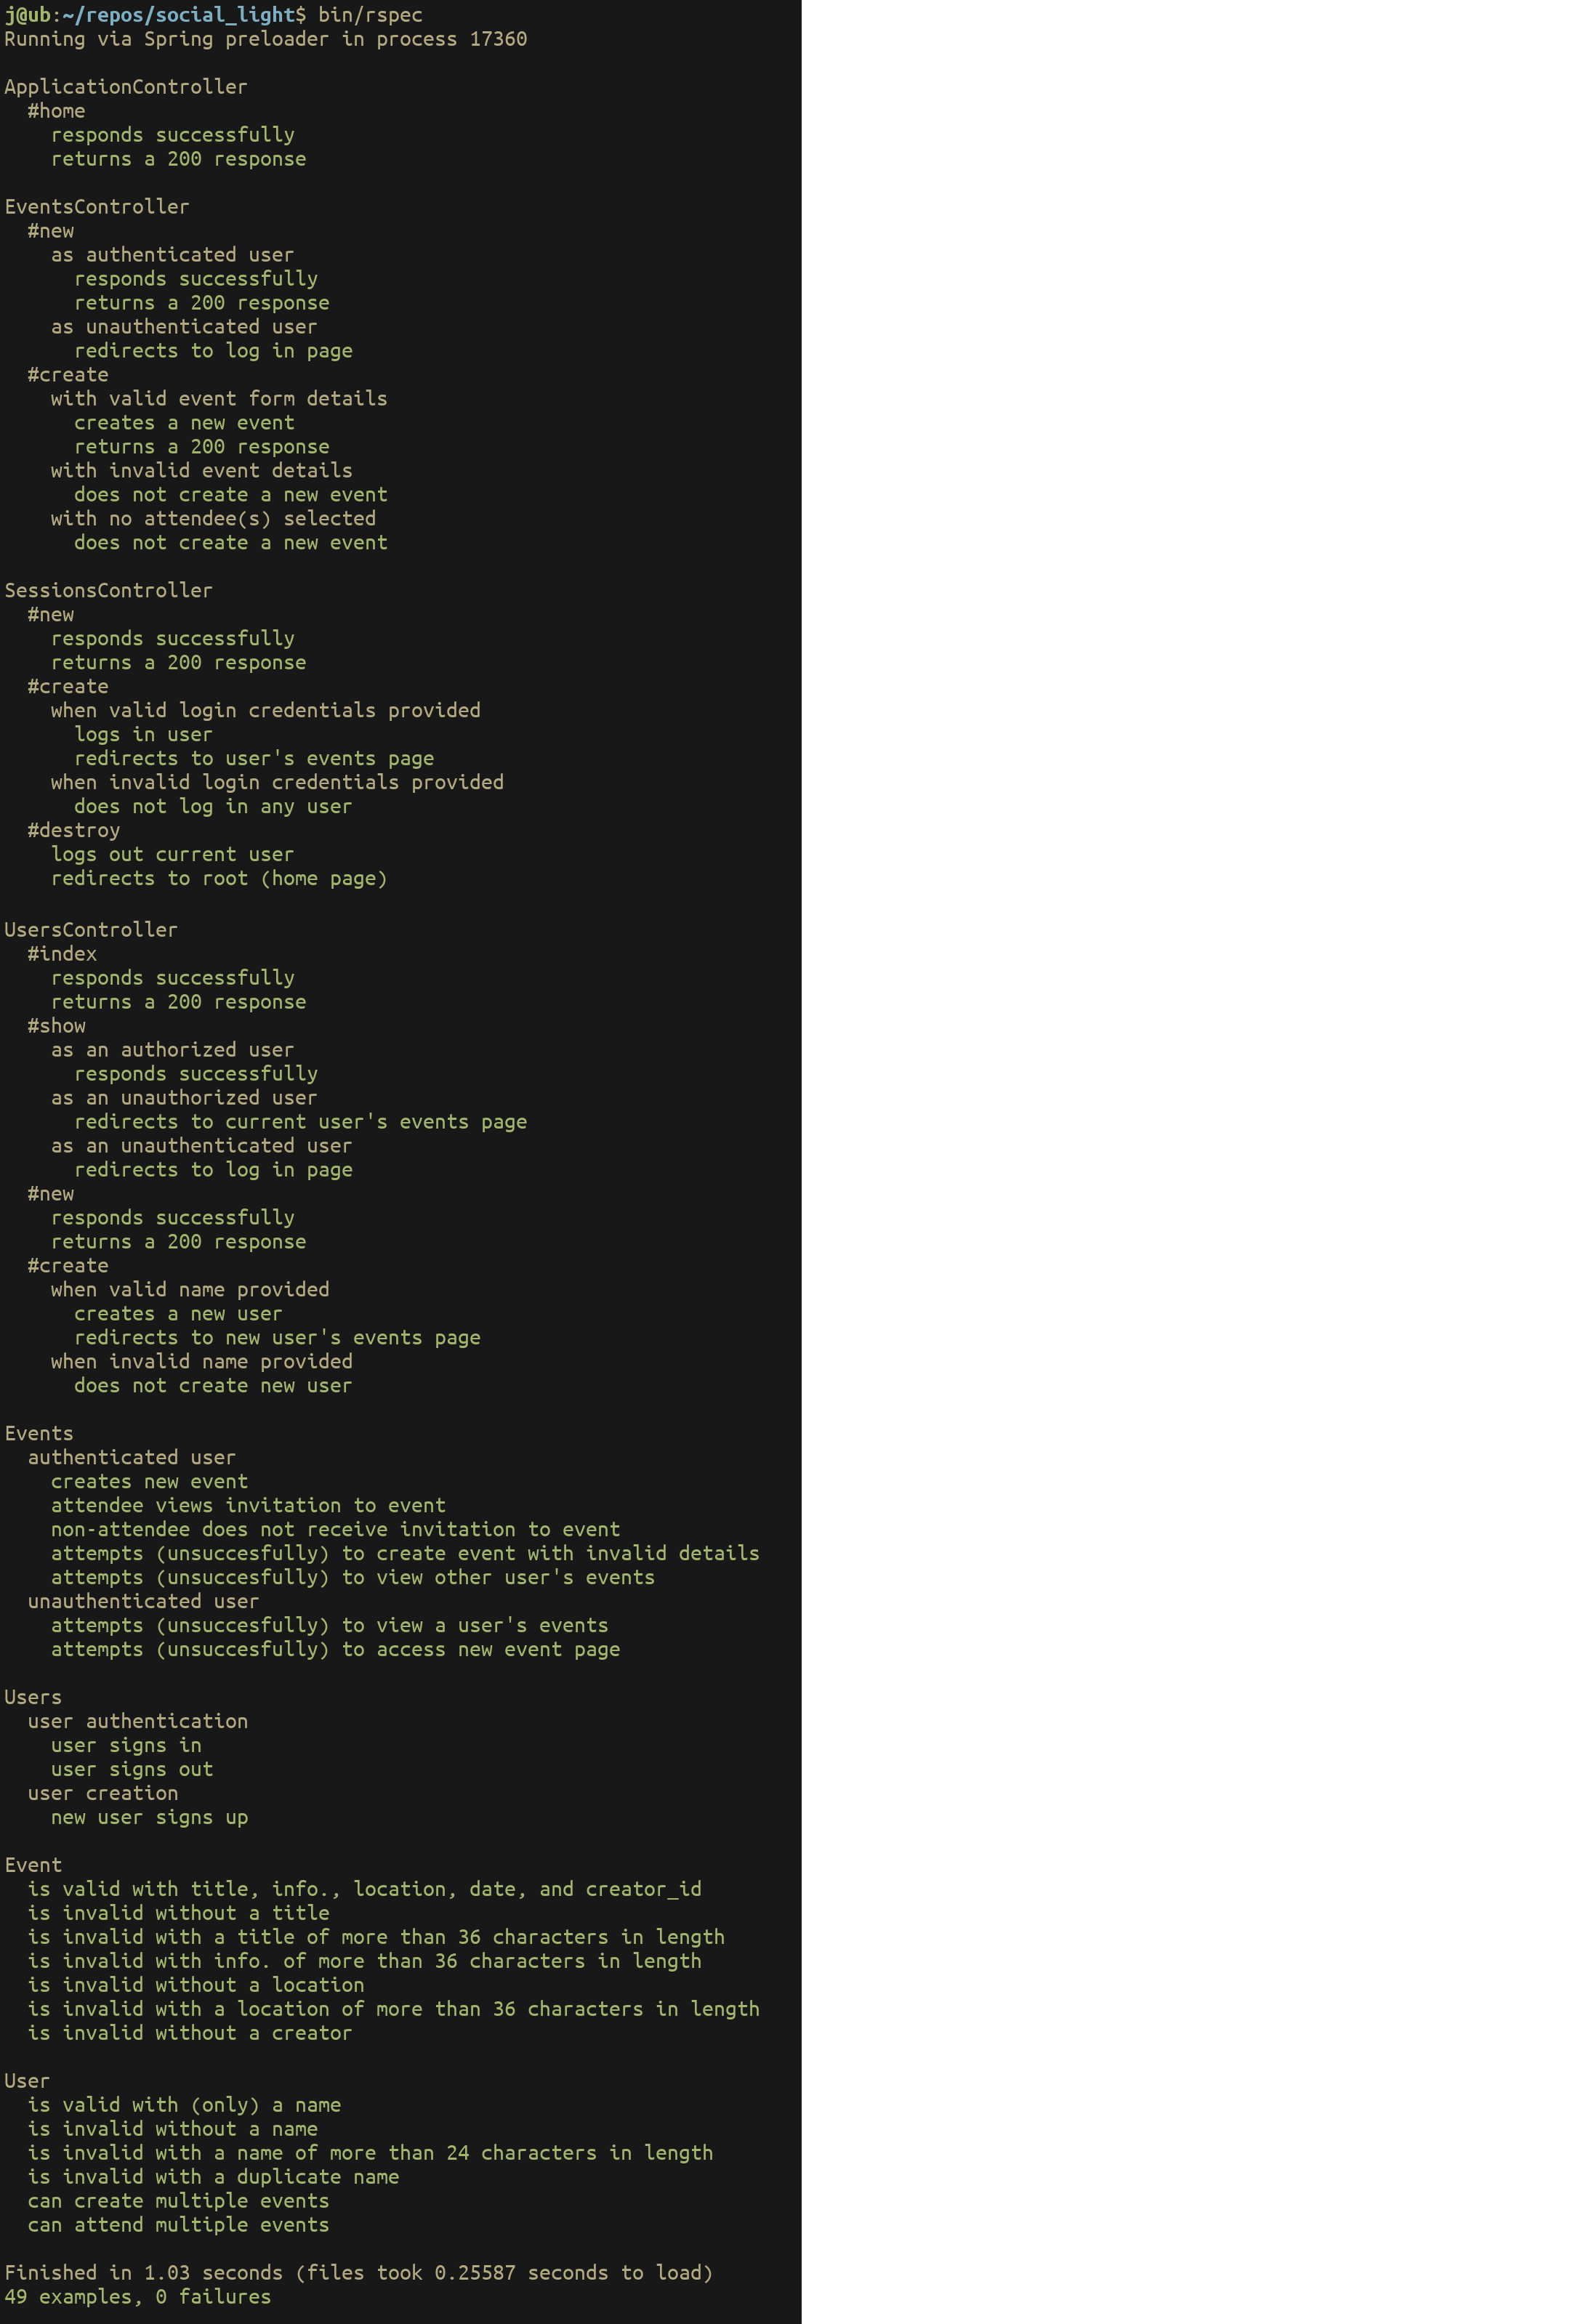 j@ub:~/repos/social_light$ bin/rspec
Running via Spring preloader in process 17360

ApplicationController
  #home
    responds successfully
    returns a 200 response

EventsController
  #new
    as authenticated user
      responds successfully
      returns a 200 response
    as unauthenticated user
      redirects to log in page
  #create
    with valid event form details
      creates a new event
      returns a 200 response
    with invalid event details
      does not create a new event
    with no attendee(s) selected
      does not create a new event

SessionsController
  #new
    responds successfully
    returns a 200 response
  #create
    when valid login credentials provided
      logs in user
      redirects to user's events page
    when invalid login credentials provided
      does not log in any user
  #destroy
    logs out current user
    redirects to root (home page)

UsersController
  #index
    responds successfully
    returns a 200 response
  #show
    as an authorized user
      responds successfully
    as an unauthorized user
      redirects to current user's events page
    as an unauthenticated user
      redirects to log in page
  #new
    responds successfully
    returns a 200 response
  #create
    when valid name provided
      creates a new user
      redirects to new user's events page
    when invalid name provided
      does not create new user

Events
  authenticated user
    creates new event
    attendee views invitation to event
    non-attendee does not receive invitation to event
    attempts (unsuccesfully) to create event with invalid details
    attempts (unsuccesfully) to view other user's events
  unauthenticated user
    attempts (unsuccesfully) to view a user's events
    attempts (unsuccesfully) to access new event page

Users
  user authentication
    user signs in
    user signs out
  user creation
    new user signs up

Event
  is valid with title, info., location, date, and creator_id
  is invalid without a title
  is invalid with a title of more than 36 characters in length
  is invalid with info. of more than 36 characters in length
  is invalid without a location
  is invalid with a location of more than 36 characters in length
  is invalid without a creator

User
  is valid with (only) a name
  is invalid without a name
  is invalid with a name of more than 24 characters in length
  is invalid with a duplicate name
  can create multiple events
  can attend multiple events

Finished in 1.03 seconds (files took 0.25587 seconds to load)
49 examples, 0 failures